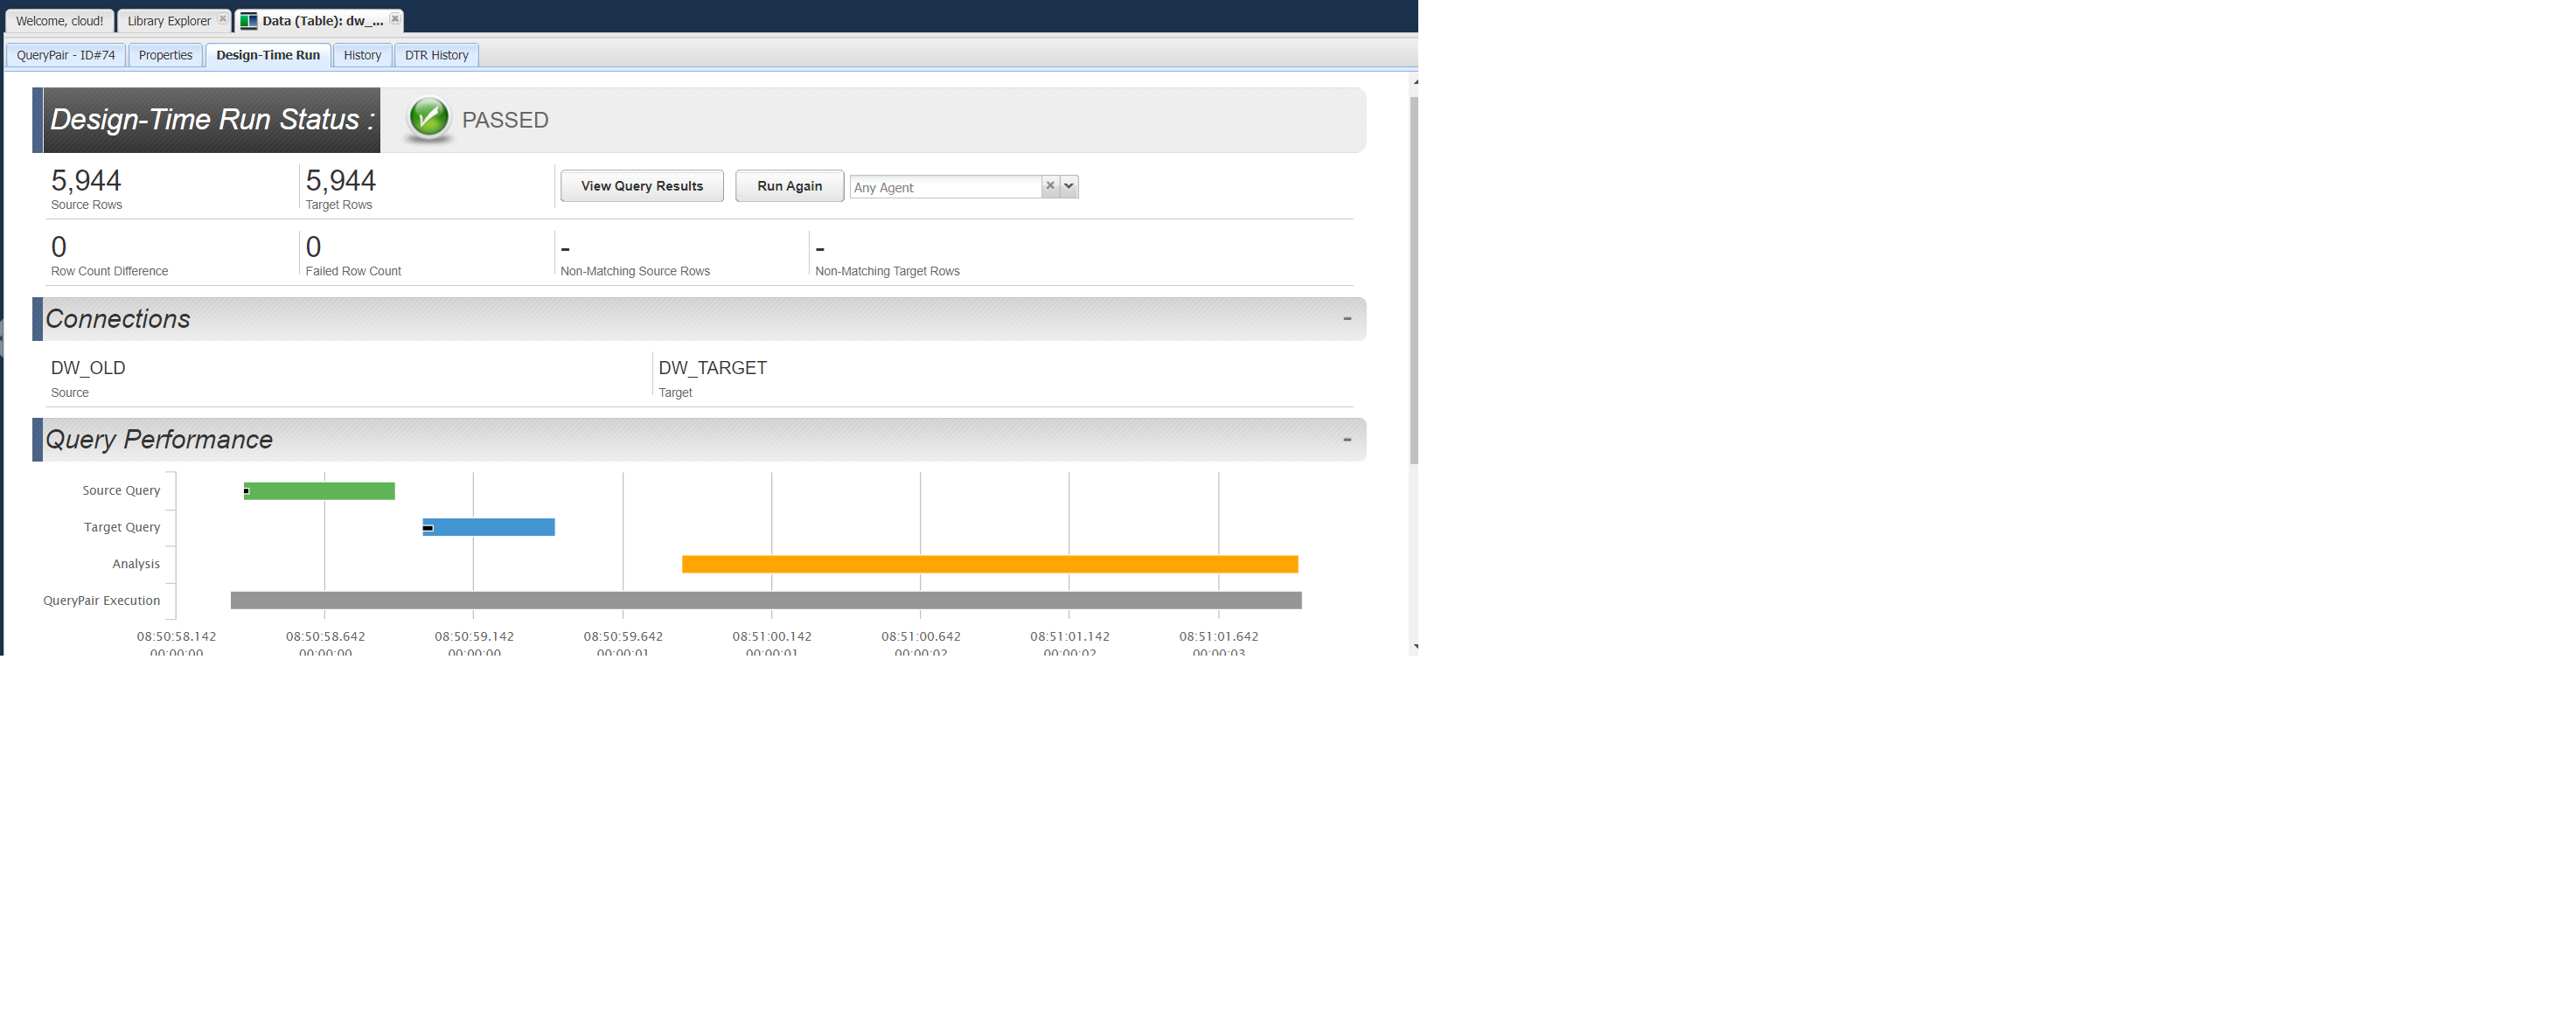 Welcome, cloud! Library Explorer Data (Table): dw_...
QueryPair - ID#74 Properties Design-Time Run History DTR History
Design-Time Run Status : PASSED
5,944 5,944 View Query Results Run Again Any Agent
Source Rows Target Rows
0 0 - -
Row Count Difference Failed Row Count Non-Matching Source Rows Non-Matching Target Rows
Connections -
DW_OLD DW_TARGET
Source Target
Query Performance -
Source Query
Target Query
Analysis
QueryPair Execution
08:50:58.142 08:50:58.642 08:50:59.142 08:50:59.642 08:51:00.142 08:51:00.642 08:51:01.142 08:51:01.642
00:00:00 00:00:00 00:00:00 00:00:01 00:00:01 00:00:02 00:00:02 00:00:03